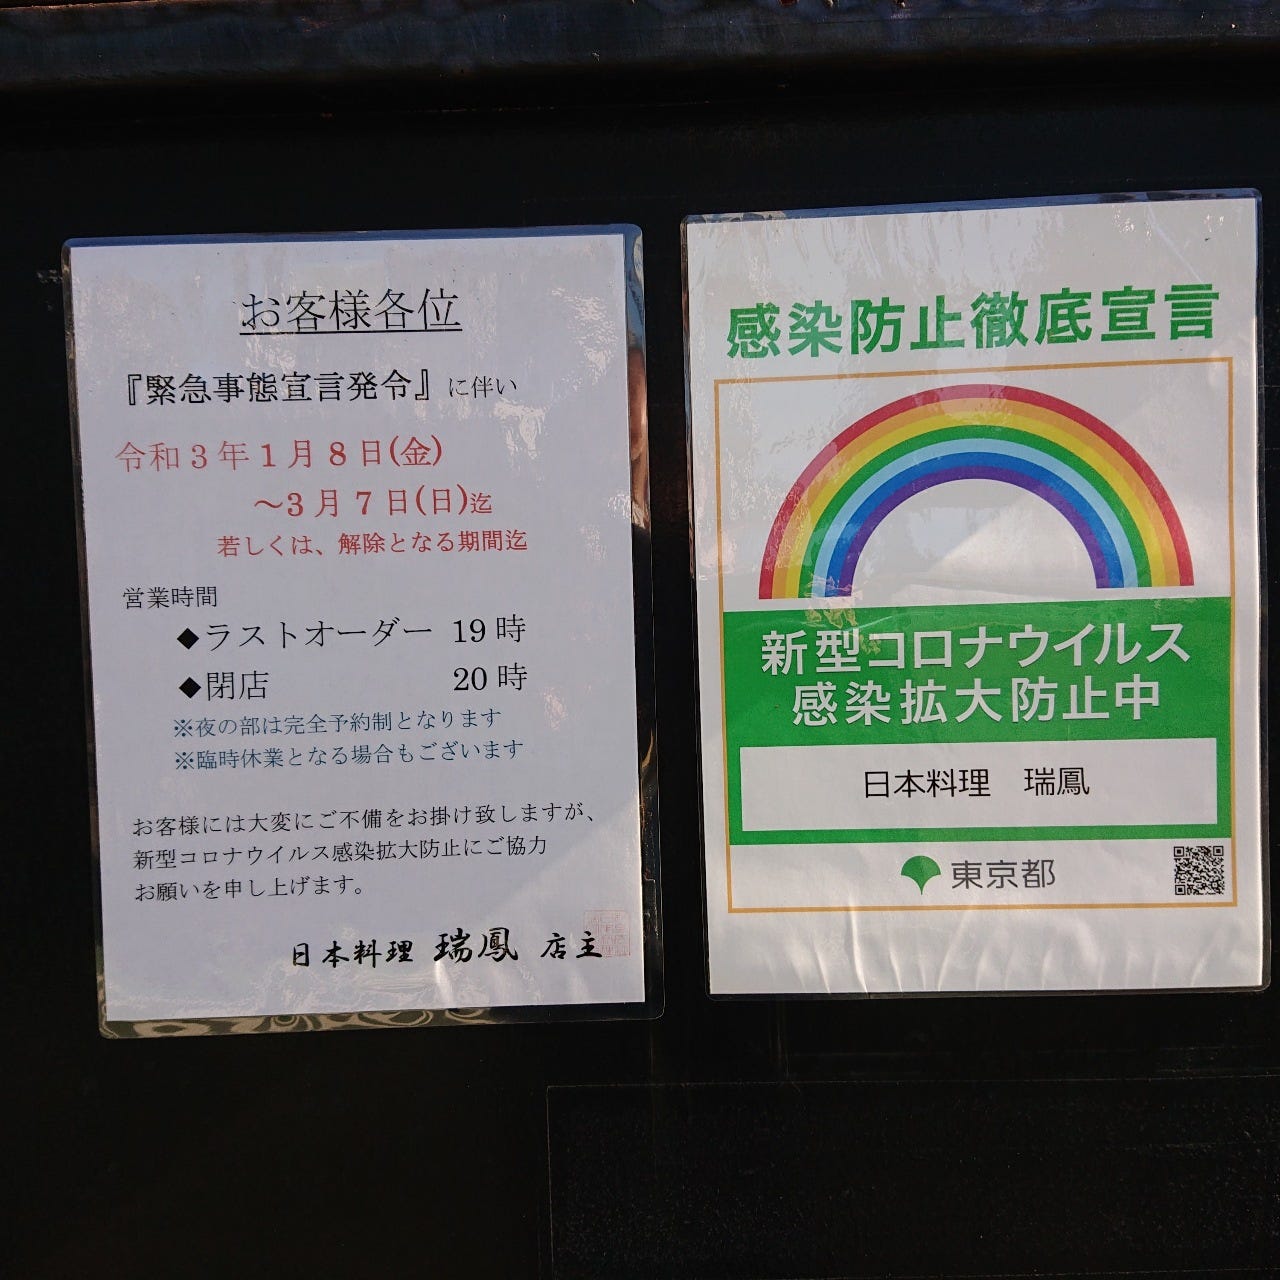 お客様各位
『緊急事態宣言発令』に伴い
令和3年1月8日(金)
～3月7日(日)迄
若しくは、解除となる期間迄
営業時間
◆ラストオーダー 19時
◆閉店 20時
※夜の部は完全予約制となります
※臨時休業となる場合もございます
お客様には大変にご不備をお掛け致しますが、
新型コロナウイルス感染拡大防止にご協力
お願いを申し上げます。
日本料理 瑞鳳 店主
感染防止徹底宣言
新型コロナウイルス
感染拡大防止中
日本料理 瑞鳳
東京都